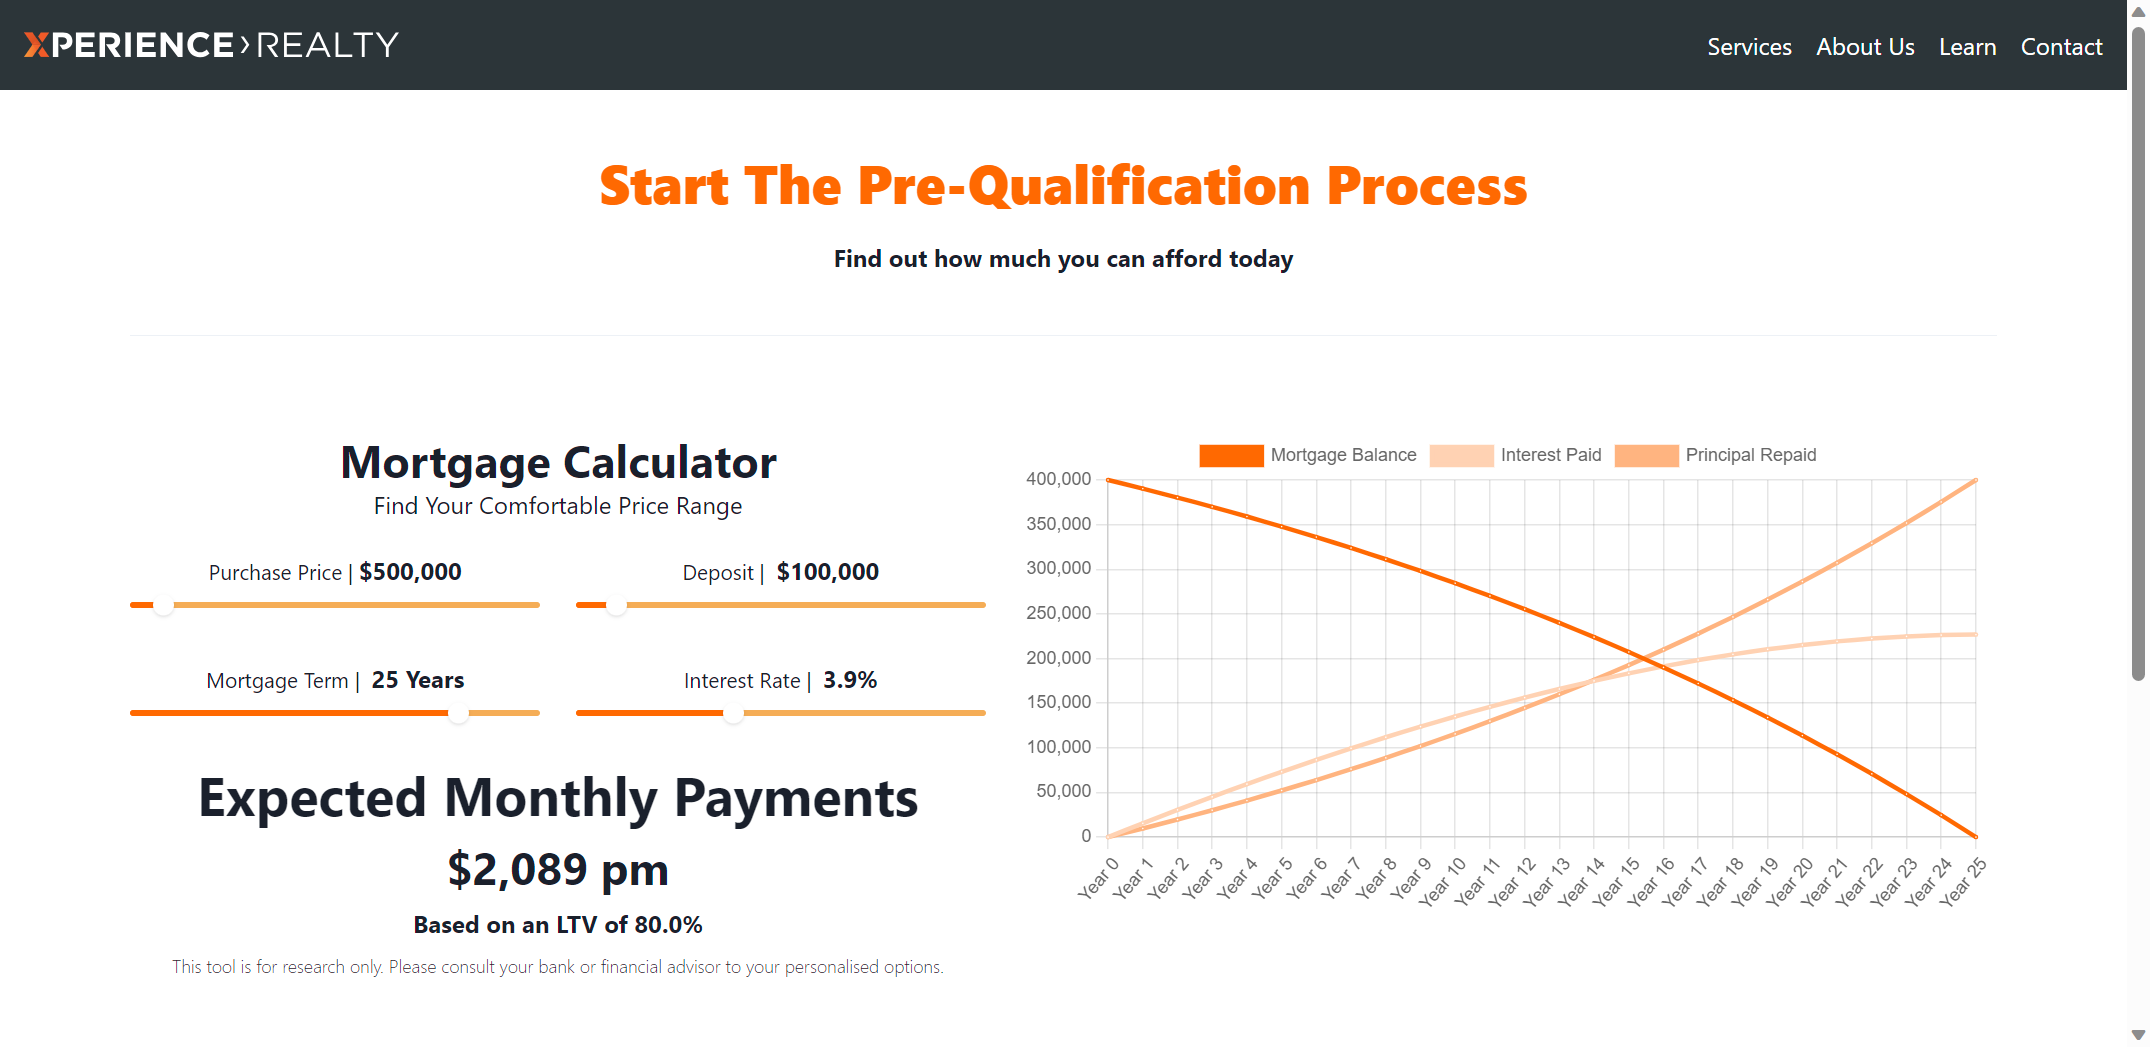 XPERIENCE›REALTY
Services About Us Learn Contact
Start The Pre-Qualification Process
Find out how much you can afford today
Mortgage Calculator
Find Your Comfortable Price Range
Purchase Price | $500,000
Deposit | $100,000
Mortgage Term | 25 Years
Interest Rate | 3.9%
Expected Monthly Payments
$2,089 pm
Based on an LTV of 80.0%
This tool is for research only. Please consult your bank or financial advisor to your personalised options.
Mortgage Balance Interest Paid Principal Repaid
400,000
350,000
300,000
250,000
200,000
150,000
100,000
50,000
0
Year 0
Year 1
Year 2
Year 3
Year 4
Year 5
Year 6
Year 7
Year 8
Year 9
Year 10
Year 11
Year 12
Year 13
Year 14
Year 15
Year 16
Year 17
Year 18
Year 19
Year 20
Year 21
Year 22
Year 23
Year 24
Year 25